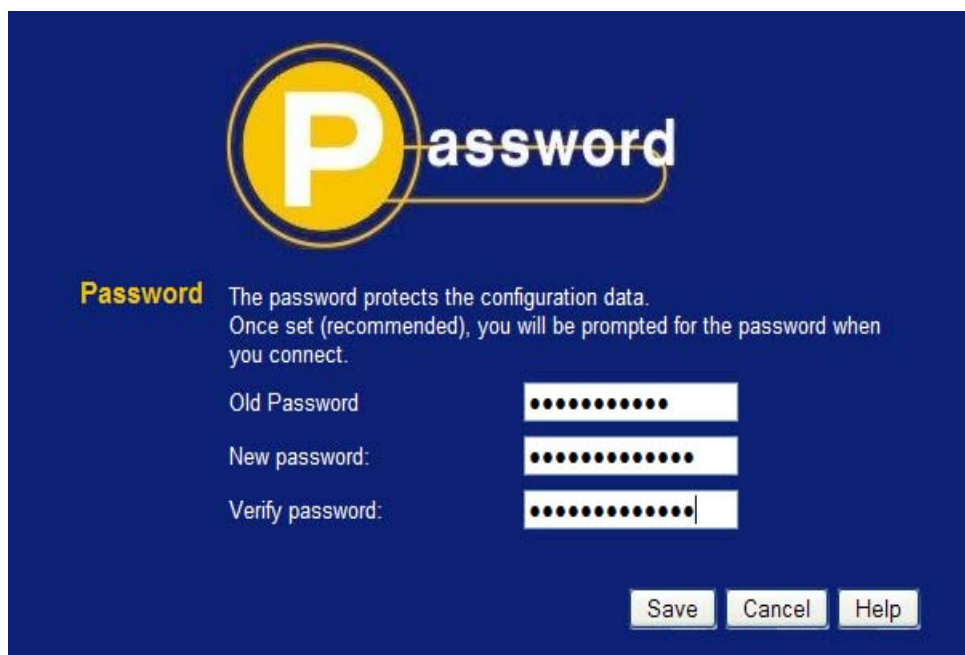 Password
Password
The password protects the configuration data.
Once set (recommended), you will be prompted for the password when
you connect.
Old Password
•••••••••••
New password:
•••••••••••••
Verify password:
•••••••••••••
Save Cancel Help